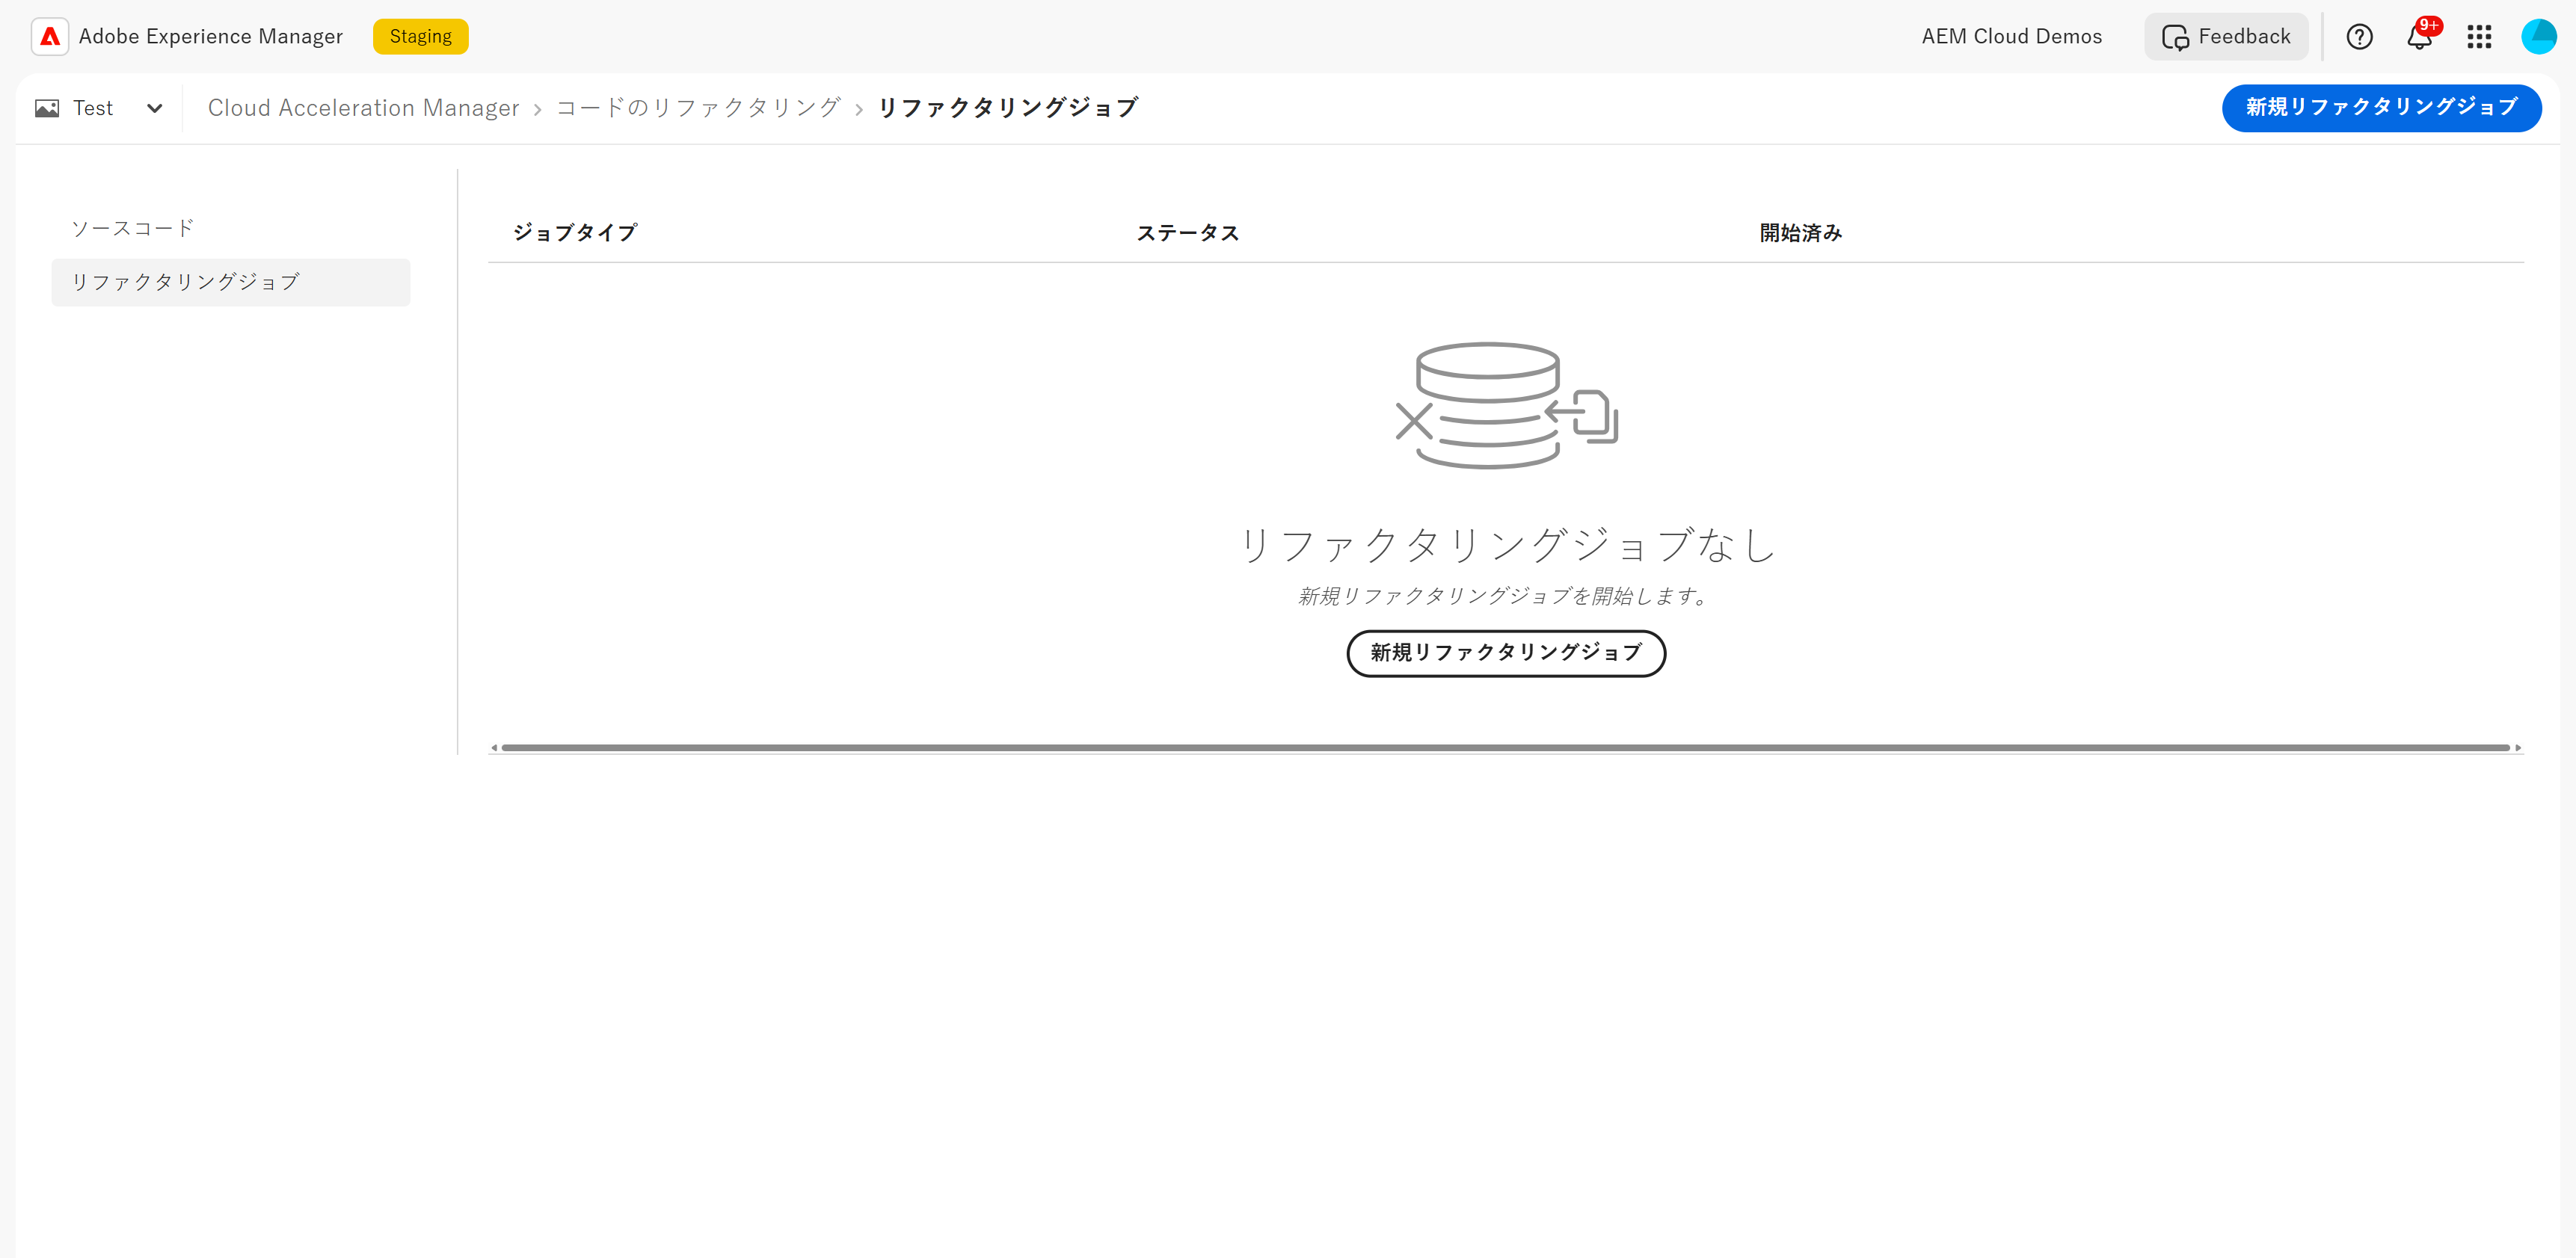 Adobe Experience Manager
Staging
AEM Cloud Demos
Feedback
9+
Test
Cloud Acceleration Manager › コードのリファクタリング › リファクタリングジョブ
新規リファクタリングジョブ
ソースコード
リファクタリングジョブ
ジョブタイプ ステータス 開始済み
リファクタリングジョブなし
新規リファクタリングジョブを開始します。
新規リファクタリングジョブ